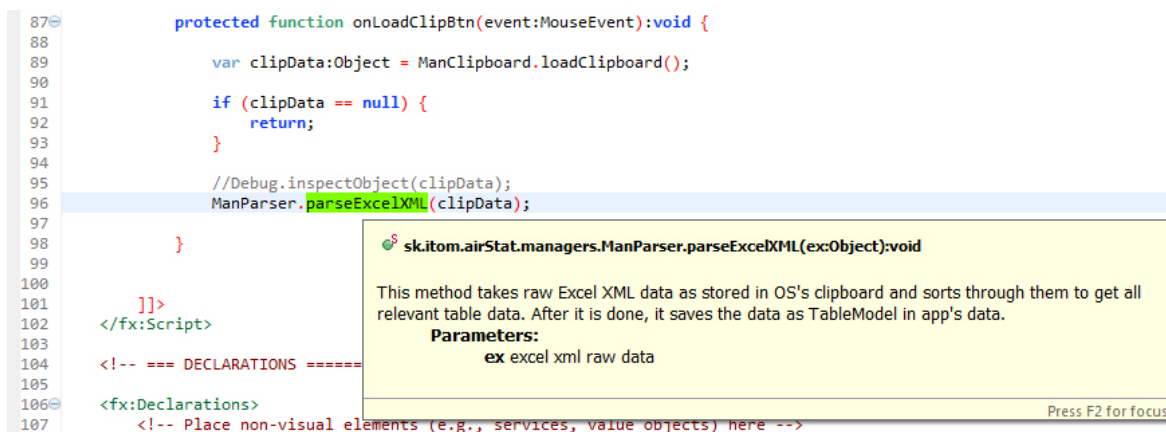 87 protected function onLoadClipBtn(event:MouseEvent):void {
88
89 var clipData:Object = ManClipboard.loadClipboard();
90
91 if (clipData == null) {
92 return;
93 }
94
95 //Debug.inspectObject(clipData);
96 ManParser.parseExcelXML(clipData);
97
98 }
99
100
101 ]]>
102 </fx:Script>
103
104 <!-- === DECLARATIONS ======
105
106 <fx:Declarations>
107 <!-- Place non-visual elements (e.g., services, value objects) here -->
S sk.itom.airStat.managers.ManParser.parseExcelXML(ex:Object):void
This method takes raw Excel XML data as stored in OS's clipboard and sorts through them to get all
relevant table data. After it is done, it saves the data as TableModel in app's data.
Parameters:
ex excel xml raw data
Press F2 for focus